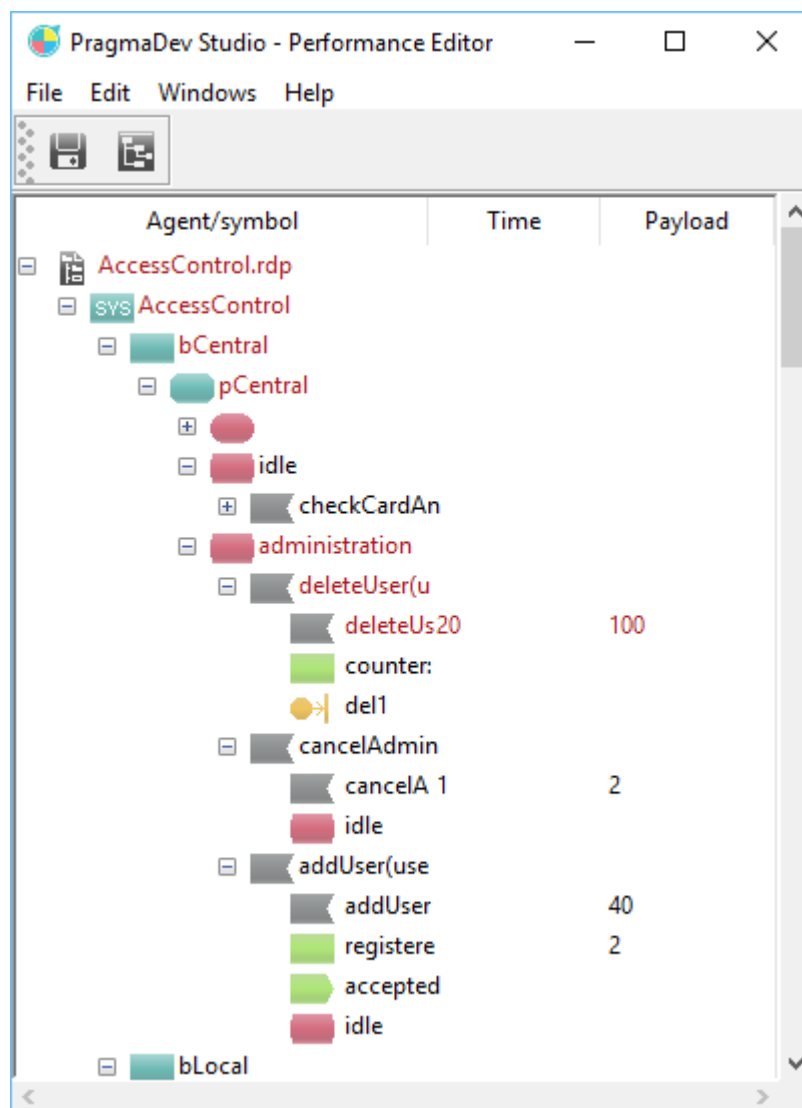 PragmaDev Studio - Performance Editor
File Edit Windows Help
Agent/symbol Time Payload
AccessControl.rdp
SYS AccessControl
bCentral
pCentral
idle
checkCardAn
administration
deleteUser(u
deleteUs 20 100
counter:
del1
cancelAdmin
cancelA 1 2
idle
addUser(use
addUser 40
registere 2
accepted
idle
bLocal